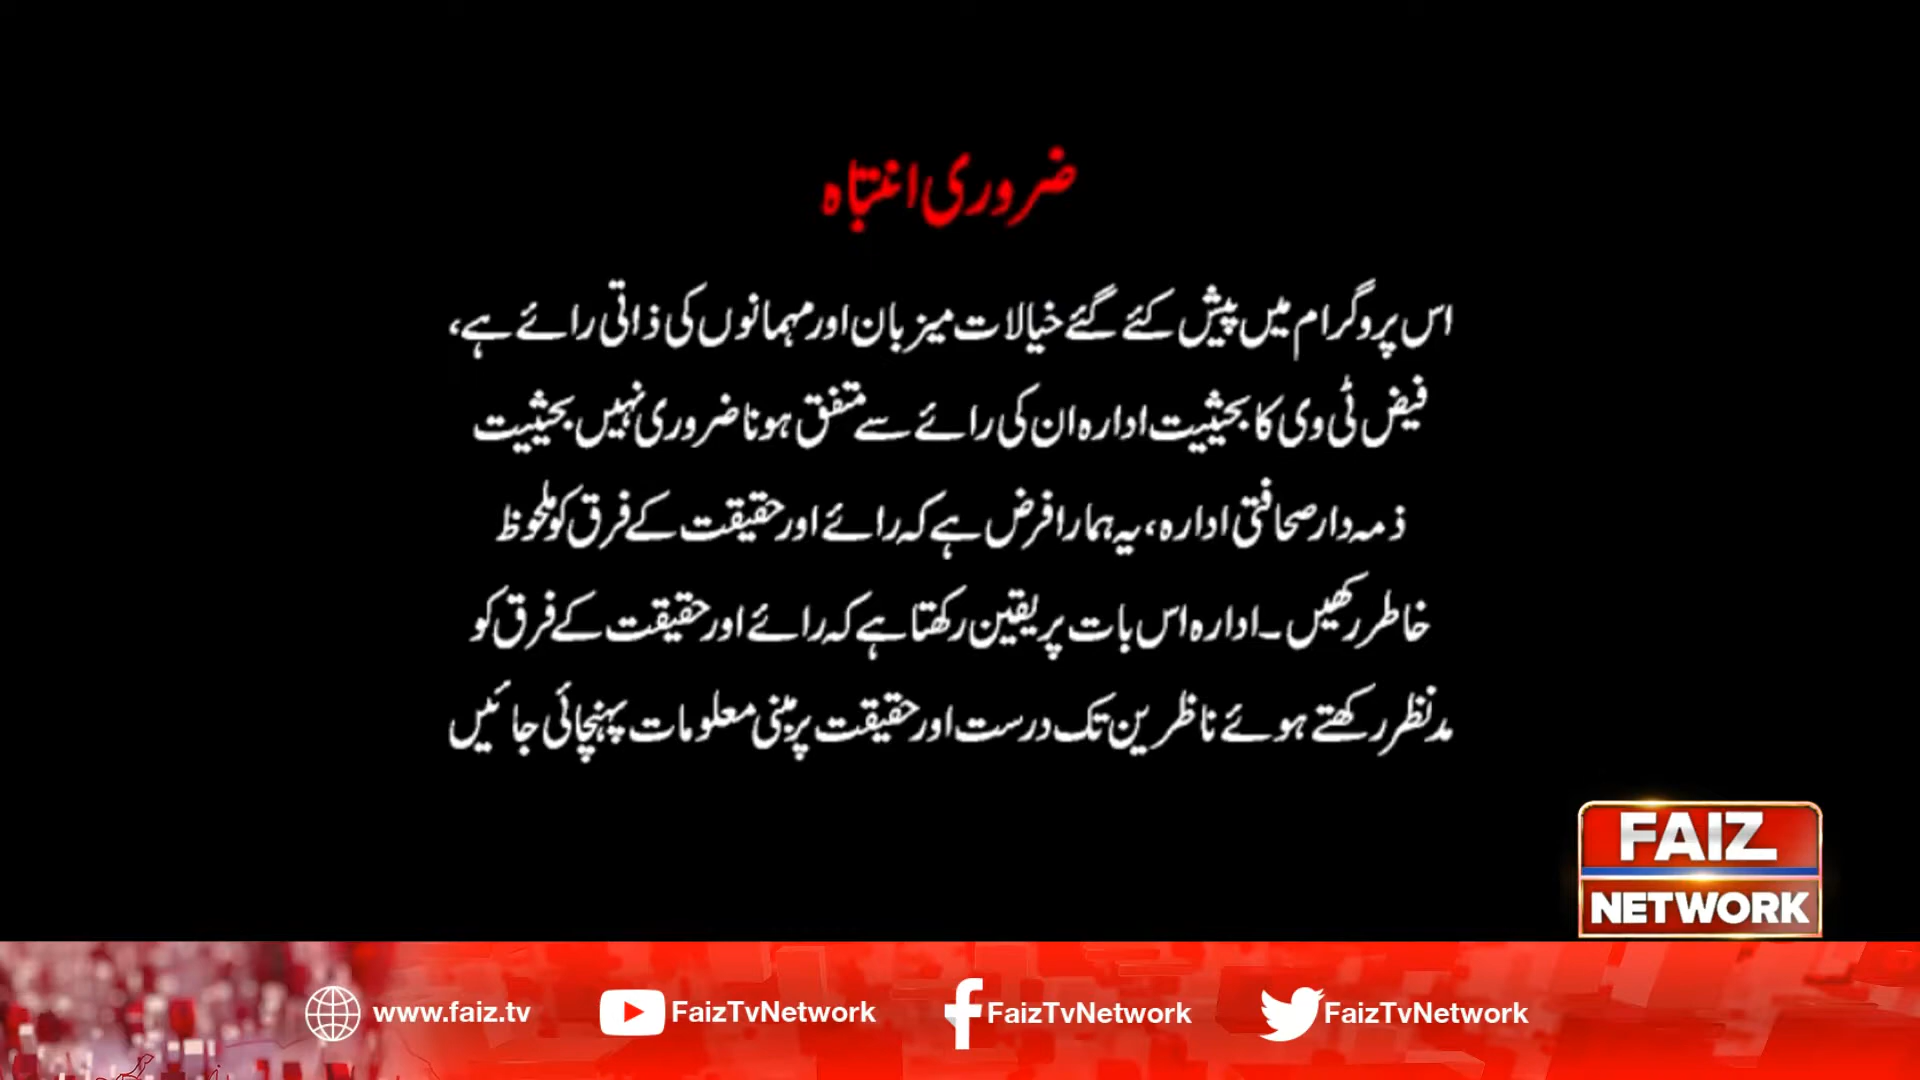 ضروری انتباہ
اس پروگرام میں پیش کئے گئے خیالات میزبان اور مہمانوں کی ذاتی رائے ہے،
فیض ٹی وی کا بحیثیت ادارہ ان کی رائے سے متفق ہونا ضروری نہیں بحیثیت
ذمہ دار صحافتی ادارہ، یہ ہمارا فرض ہے کہ رائے اور حقیقت کے فرق کو ملحوظ
خاطر رکھیں۔ ادارہ اس بات پر یقین رکھتا ہے کہ رائے اور حقیقت کے فرق کو
مدنظر رکھتے ہوئے ناظرین تک درست اور حقیقت پر مبنی معلومات پہنچائی جائیں
FAIZ
NETWORK
www.faiz.tv FaizTvNetwork FaizTvNetwork FaizTvNetwork